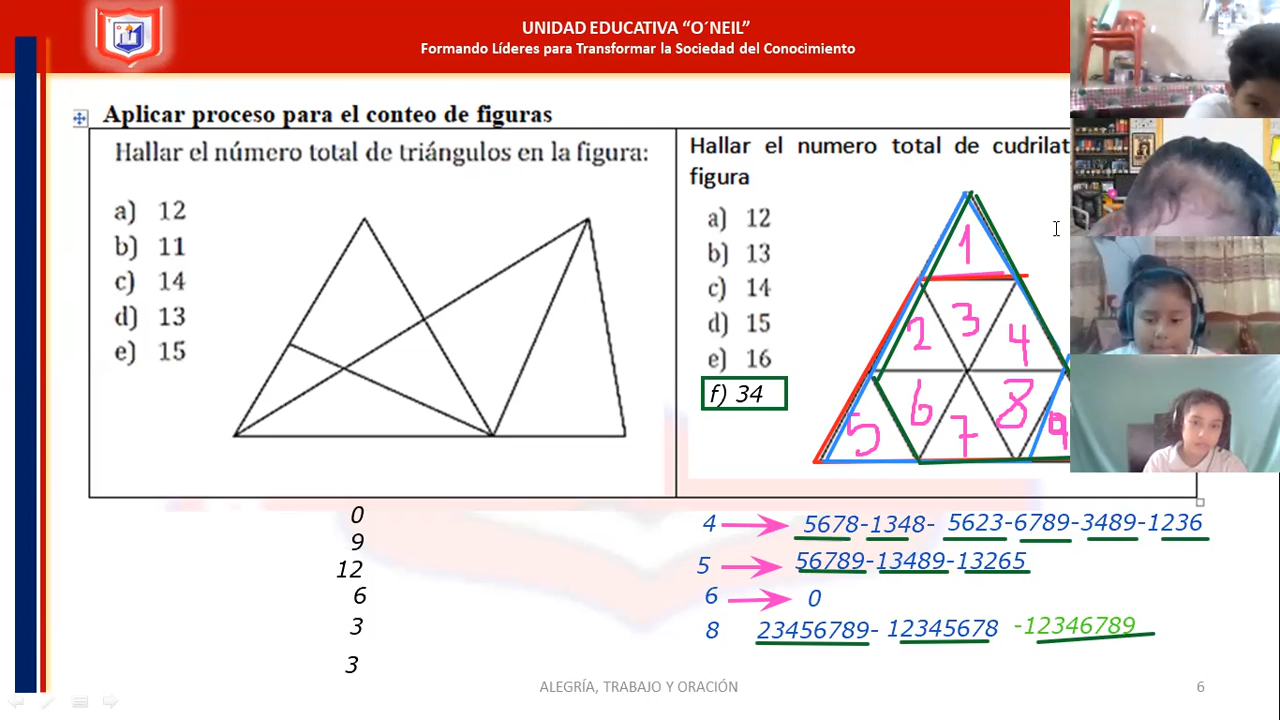 UNIDAD EDUCATIVA “O´NEIL”
Formando Líderes para Transformar la Sociedad del Conocimiento
Aplicar proceso para el conteo de figuras
Hallar el número total de triángulos en la figura:
a) 12
b) 11
c) 14
d) 13
e) 15
Hallar el numero total de cudrilat
figura
a) 12
b) 13
c) 14
d) 15
e) 16
f) 34
1
2 3 4
5 6 7 8 9
0
9
12
6
3
3
4 5678-1348- 5623-6789-3489-1236
5 56789-13489-13265
6 0
8 23456789- 12345678 -12346789
ALEGRÍA, TRABAJO Y ORACIÓN
6